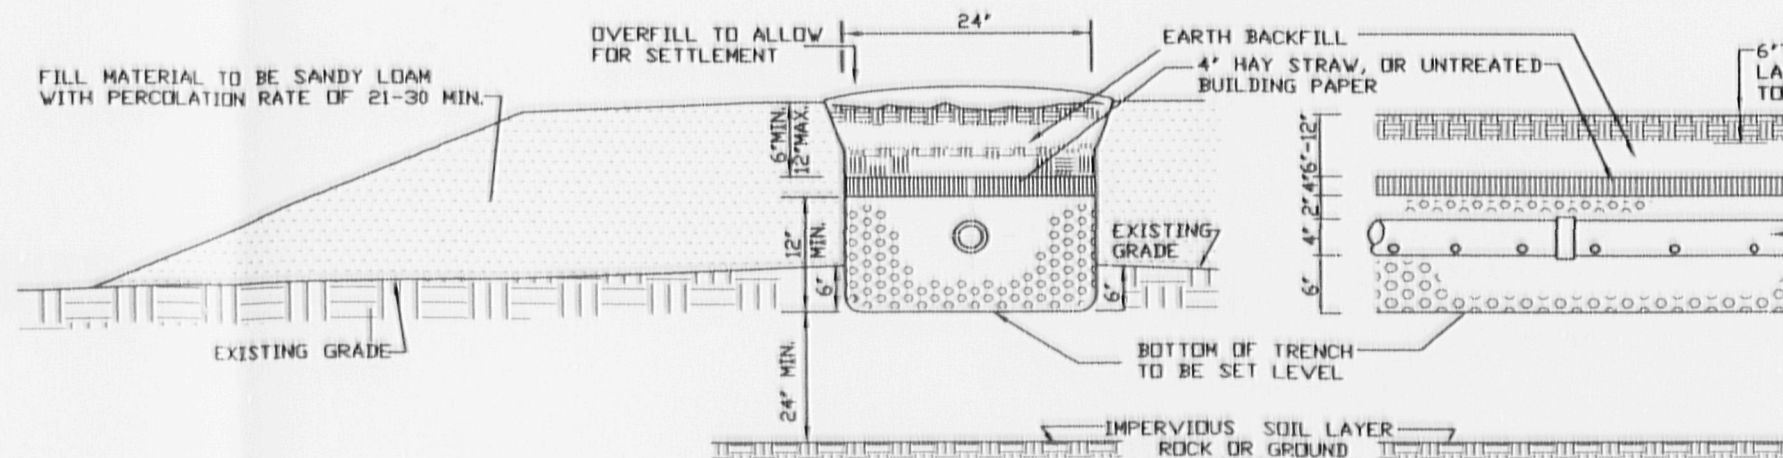 OVERFILL TO ALLOW
FOR SETTLEMENT
24"
EARTH BACKFILL
4" HAY STRAW, OR UNTREATED
BUILDING PAPER
6"
LA
TO
FILL MATERIAL TO BE SANDY LOAM
WITH PERCOLATION RATE OF 21-30 MIN.
6"MIN.
12"MAX.
12"
MIN.
6"
24" MIN.
6"
EXISTING
GRADE
6"-12"
4"
2"
4"
6"
EXISTING GRADE
BOTTOM OF TRENCH
TO BE SET LEVEL
IMPERVIOUS SOIL LAYER
ROCK OR GROUND